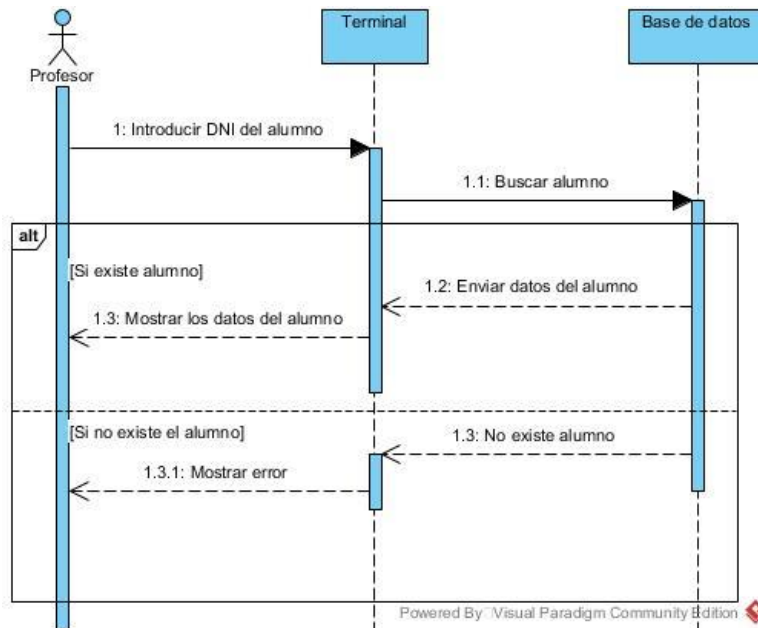 Terminal
Base de datos
Profesor
1: Introducir DNI del alumno
1.1: Buscar alumno
alt
[Si existe alumno]
1.2: Enviar datos del alumno
1.3: Mostrar los datos del alumno
[Si no existe el alumno]
1.3: No existe alumno
1.3.1: Mostrar error
Powered By Visual Paradigm Community Edition